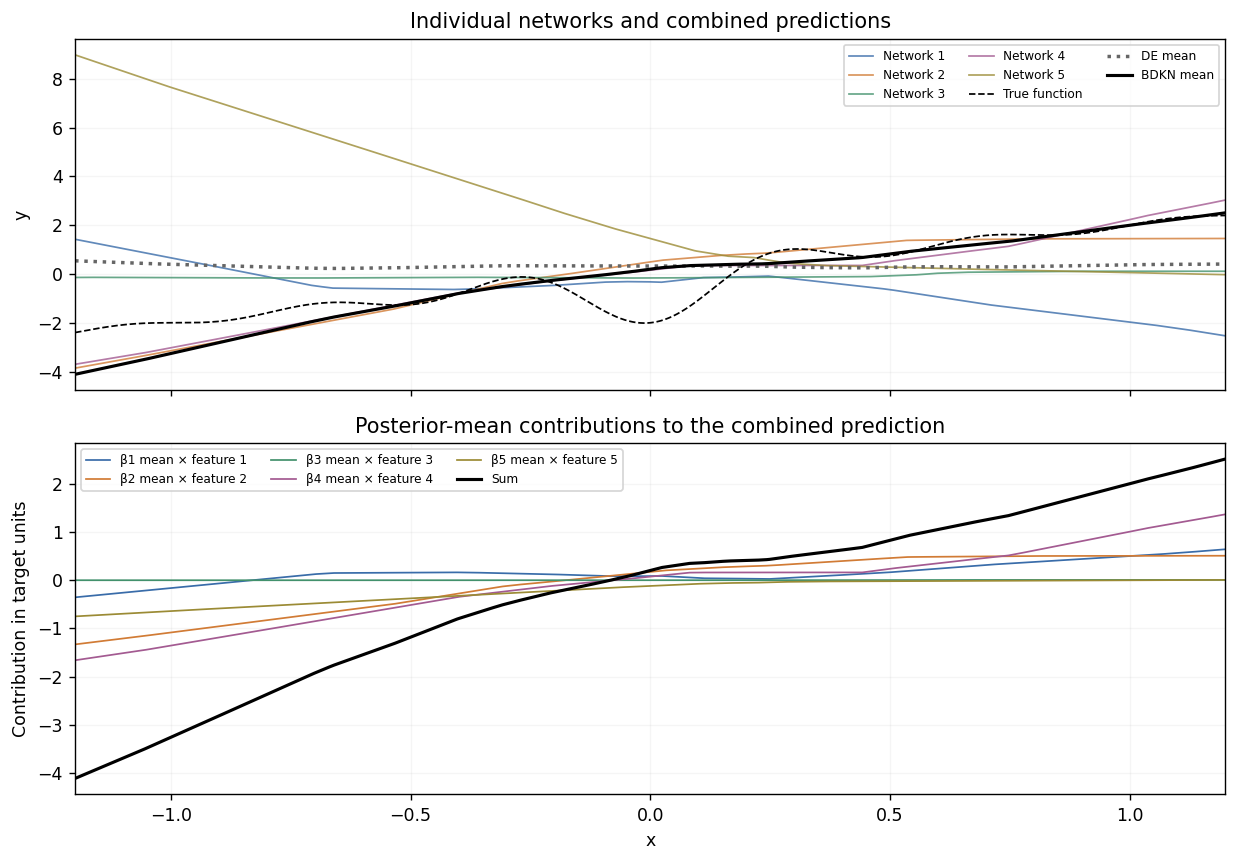 Individual networks and combined predictions
Network 1
Network 2
Network 3
Network 4
Network 5
True function
DE mean
BDKN mean
8
6
4
2
0
−2
−4
y
Posterior-mean contributions to the combined prediction
β1 mean × feature 1
β2 mean × feature 2
β3 mean × feature 3
β4 mean × feature 4
β5 mean × feature 5
Sum
2
1
0
−1
−2
−3
−4
Contribution in target units
−1.0
−0.5
0.0
0.5
1.0
x